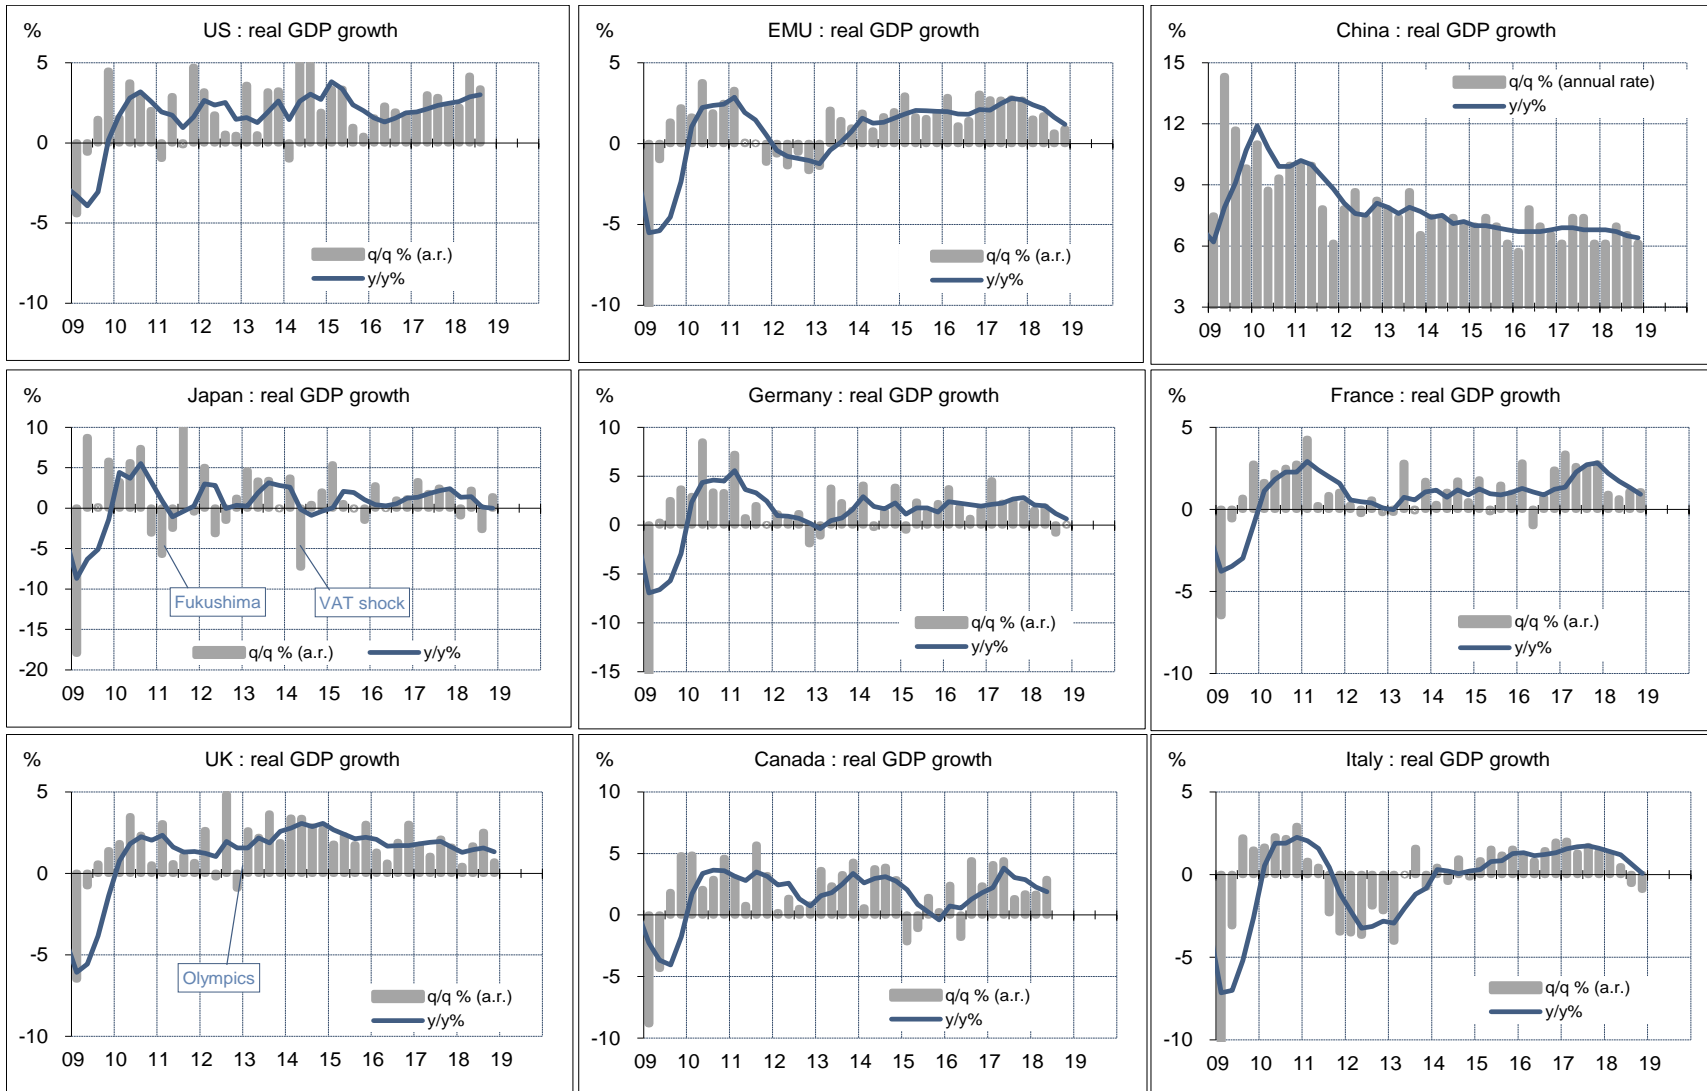 % US : real GDP growth
5
0
-5
q/q % (a.r.)
y/y%
-10
09 10 11 12 13 14 15 16 17 18 19
% EMU : real GDP growth
5
0
-5
q/q % (a.r.)
y/y%
-10
09 10 11 12 13 14 15 16 17 18 19
% China : real GDP growth
15
q/q % (annual rate)
y/y%
12
9
6
3
09 10 11 12 13 14 15 16 17 18 19
% Japan : real GDP growth
10
5
0
-5
-10
Fukushima VAT shock
-15
q/q % (a.r.) y/y%
-20
09 10 11 12 13 14 15 16 17 18 19
% Germany : real GDP growth
10
5
0
-5
-10
q/q % (a.r.)
y/y%
-15
09 10 11 12 13 14 15 16 17 18 19
% France : real GDP growth
5
0
-5
q/q % (a.r.)
y/y%
-10
09 10 11 12 13 14 15 16 17 18 19
% UK : real GDP growth
5
0
-5
Olympics
q/q % (a.r.)
y/y%
-10
09 10 11 12 13 14 15 16 17 18 19
% Canada : real GDP growth
10
5
0
-5
q/q % (a.r.)
y/y%
-10
09 10 11 12 13 14 15 16 17 18 19
% Italy : real GDP growth
5
0
-5
q/q % (a.r.)
y/y%
-10
09 10 11 12 13 14 15 16 17 18 19